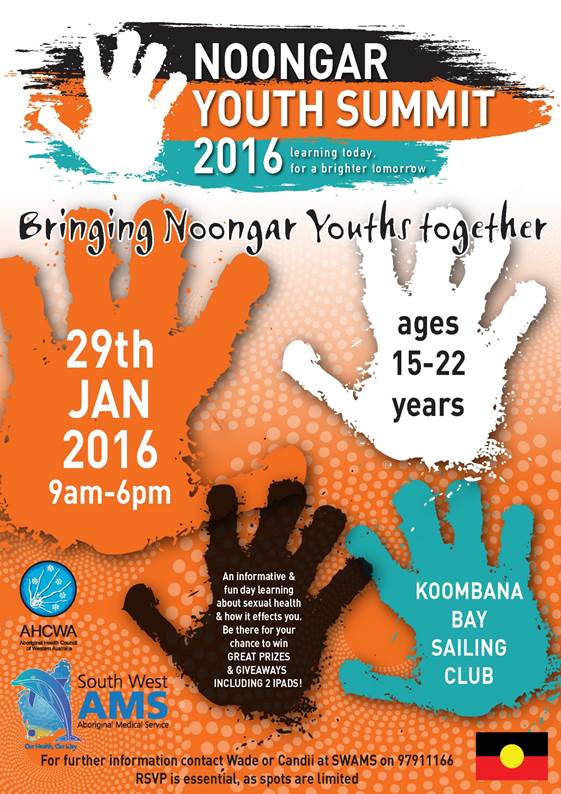 NOONGAR
YOUTH SUMMIT
2016 learning today,
for a brighter tomorrow
Bringing Noongar Youths together
29th
JAN
2016
9am-6pm
ages
15-22
years
An informative &
fun day learning
about sexual health
& how it effects you.
Be there for your
chance to win
GREAT PRIZES
& GIVEAWAYS
INCLUDING 2 IPADS!
KOOMBANA
BAY
SAILING
CLUB
AHCWA
Aboriginal Health Council
of Western Australia
South West
AMS
Aboriginal Medical Service
Our Health, Our Way
For further information contact Wade or Candii at SWAMS on 97911166
RSVP is essential, as spots are limited